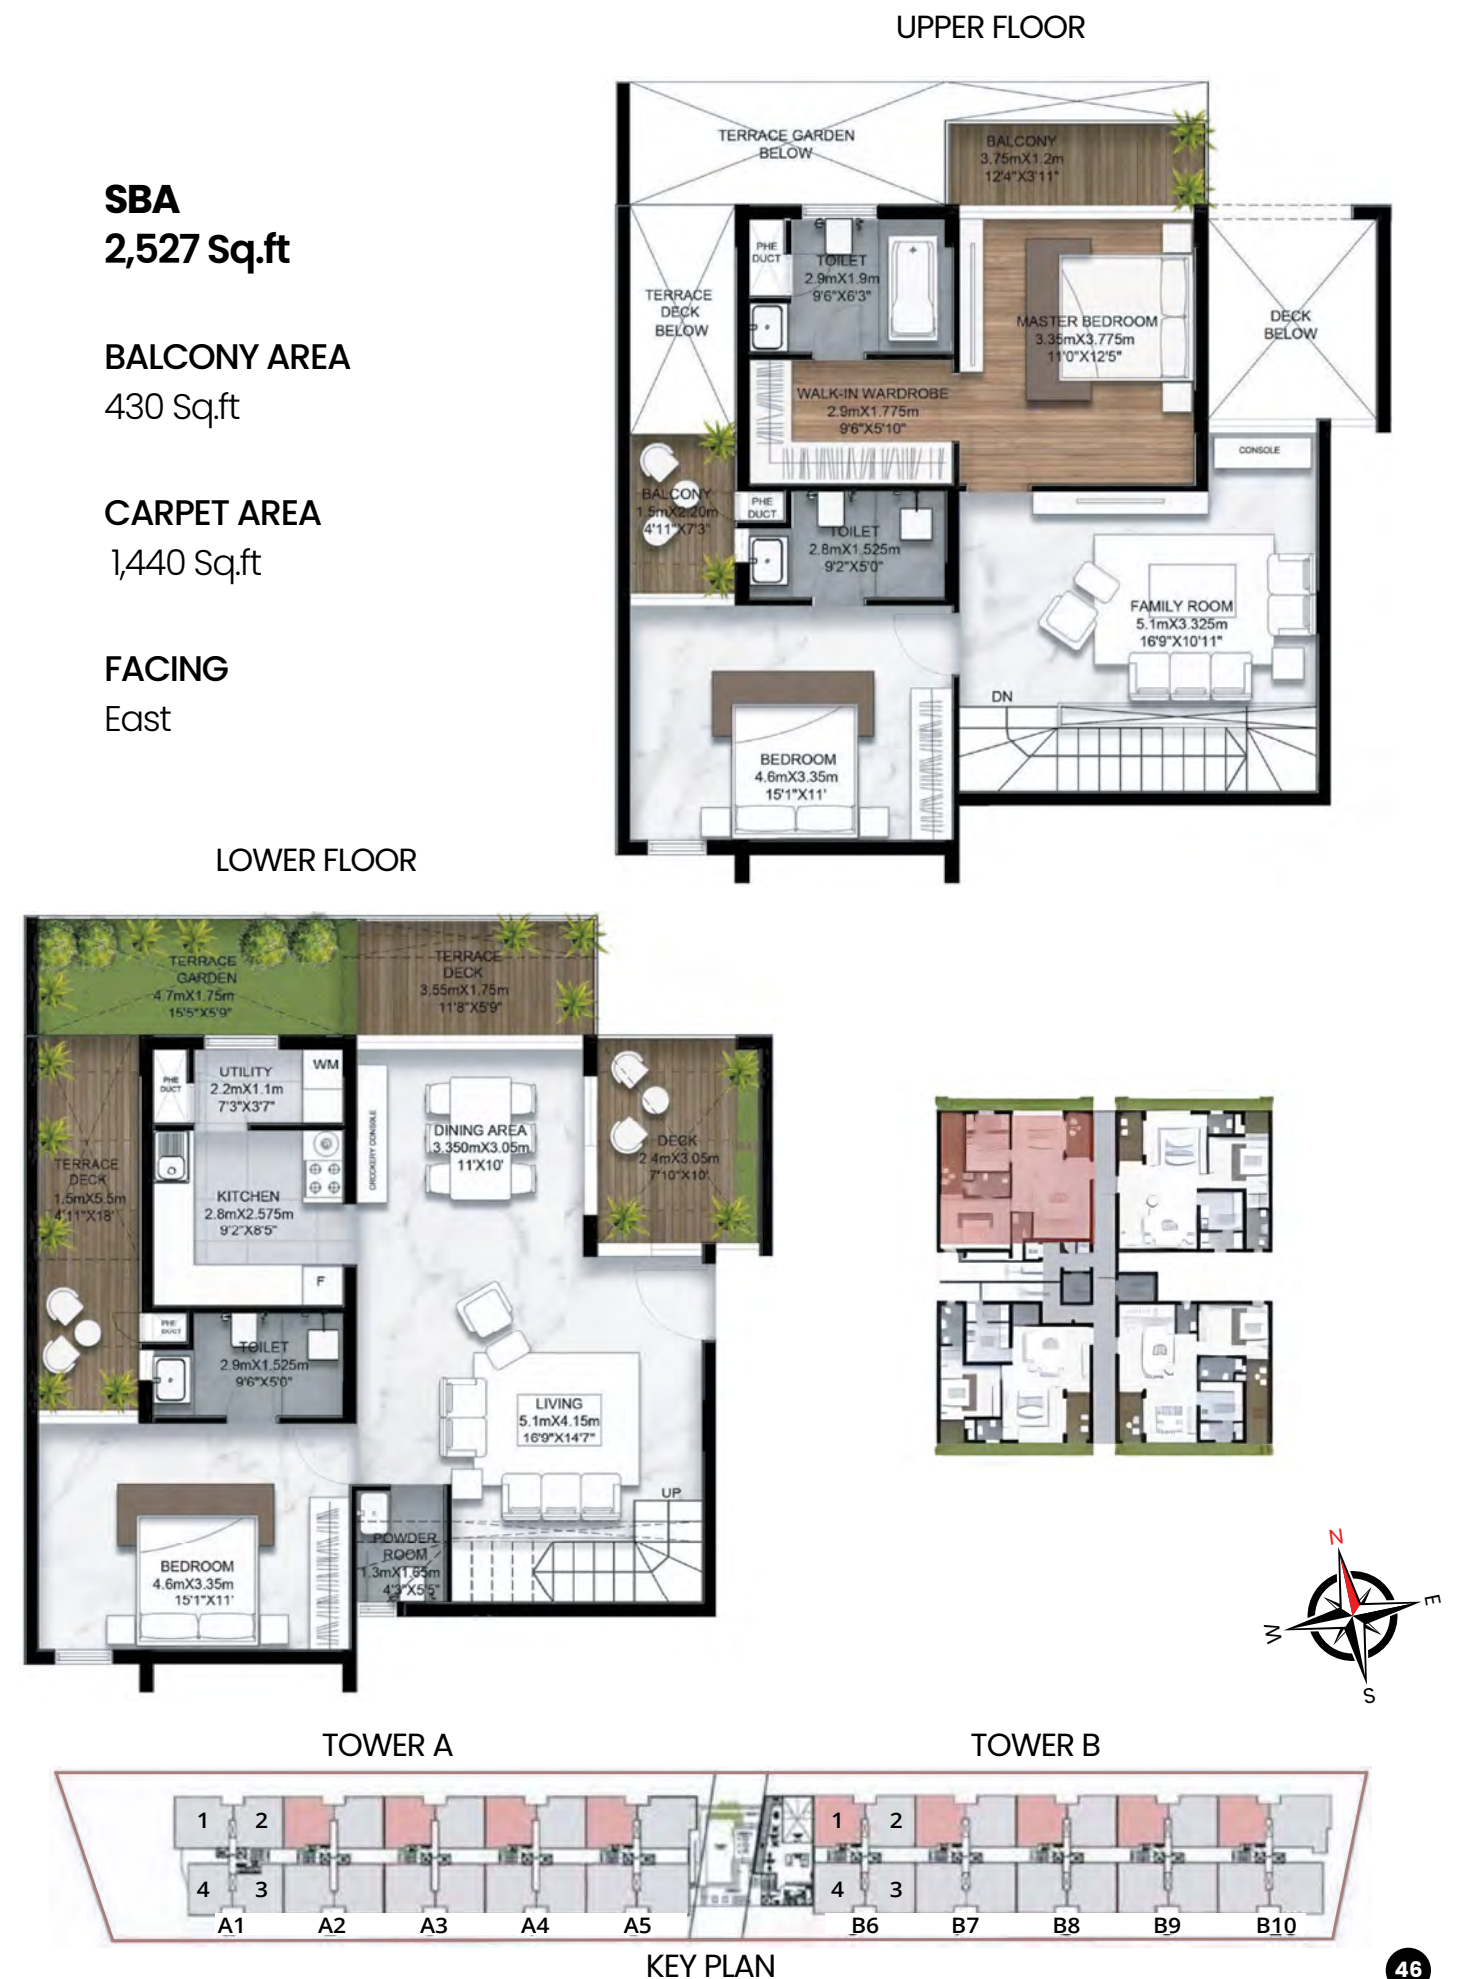 UPPER FLOOR
SBA
2,527 Sq.ft
BALCONY AREA
430 Sq.ft
CARPET AREA
1,440 Sq.ft
FACING
East
TERRACE GARDEN
BELOW
BALCONY
3.75mX1.2m
12'4"X3'11"
PHE
DUCT
TOILET
2.9mX1.9m
9'6"X6'3"
TERRACE
DECK
BELOW
MASTER BEDROOM
3.35mX3.775m
11'0"X12'5"
DECK
BELOW
WALK-IN WARDROBE
2.9mX1.775m
9'6"X5'10"
CONSOLE
BALCONY
1.5mX2.20m
4'11"X7'3"
PHE
DUCT
TOILET
2.8mX1.525m
9'2"X5'0"
FAMILY ROOM
5.1mX3.325m
16'9"X10'11"
DN
BEDROOM
4.6mX3.35m
15'1"X11'
LOWER FLOOR
TERRACE
GARDEN
4.7mX1.75m
15'5"X5'9"
TERRACE
DECK
3.55mX1.75m
11'8"X5'9"
PHE
DUCT
UTILITY
2.2mX1.1m
7'3"X3'7"
WM
CROCKERY CONSOLE
DINING AREA
3.350mX3.05m
11'X10'
DECK
2.4mX3.05m
7'10"X10'
TERRACE
DECK
1.5mX5.5m
4'11"X18'
KITCHEN
2.8mX2.575m
9'2"X8'5"
F
PHE
DUCT
TOILET
2.9mX1.525m
9'6"X5'0"
LIVING
5.1mX4.15m
16'9"X14'7"
UP
POWDER
ROOM
1.3mX1.65m
4'3"X5'5"
BEDROOM
4.6mX3.35m
15'1"X11'
N
E
W
S
TOWER A
TOWER B
1 2
4 3
A1 A2 A3 A4 A5
1 2
4 3
B6 B7 B8 B9 B10
KEY PLAN
46